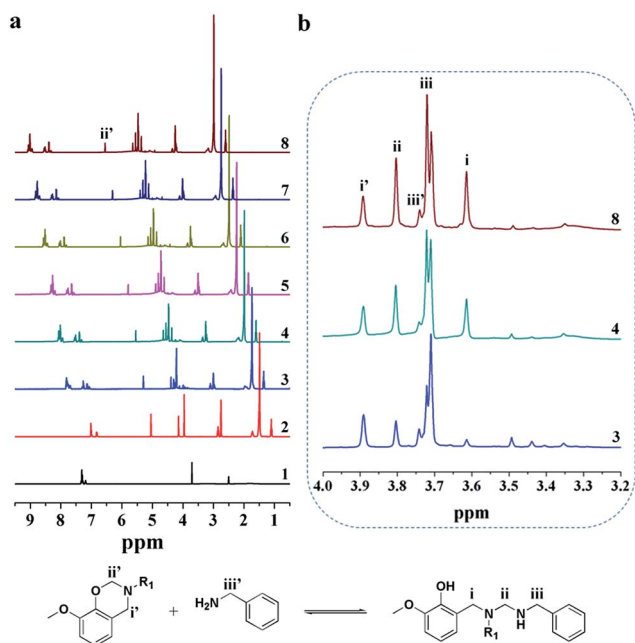 a
ii'
8
7
6
5
4
3
2
1
9 8 7 6 5 4 3 2 1
ppm
b
iii
ii
i'
iii'
i
8
4
3
4.0 3.9 3.8 3.7 3.6 3.5 3.4 3.3 3.2
ppm
ii'
O
N
R1
O
i'
+
iii'
H2N
OH
i
ii
iii
O
N
NH
R1